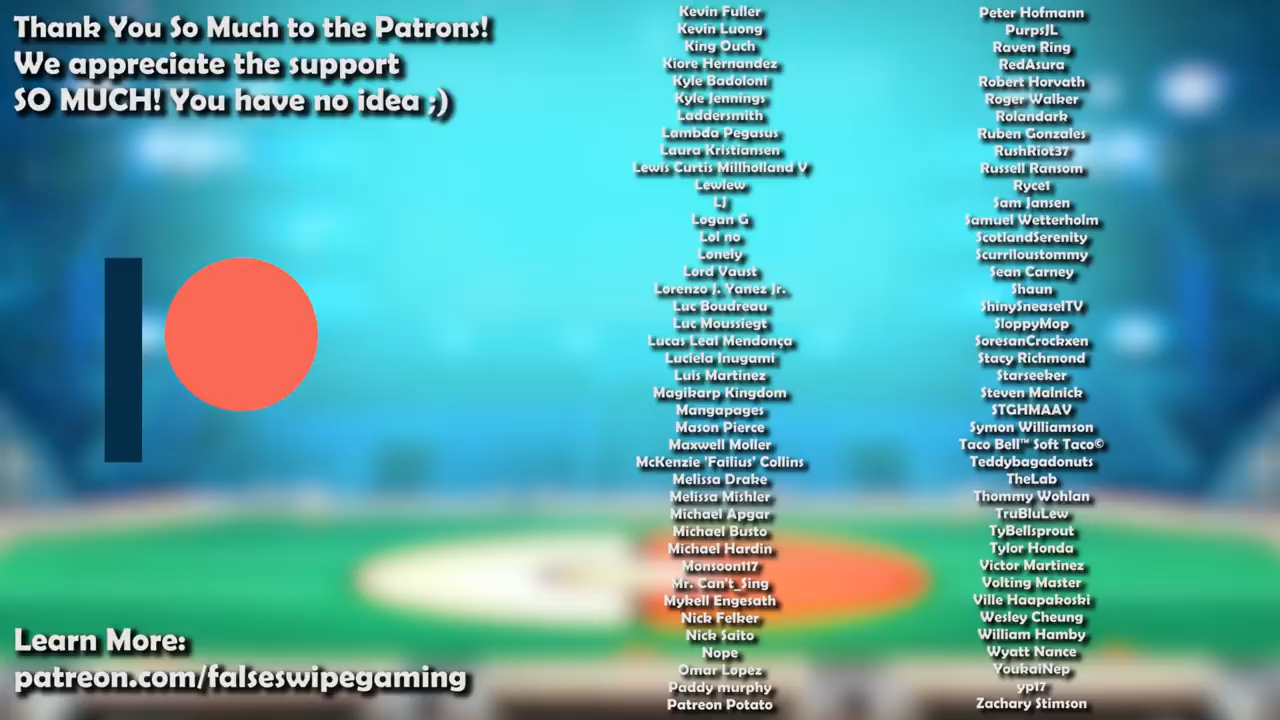 Thank You So Much to the Patrons!
We appreciate the support
SO MUCH! You have no idea ;)
Kevin Fuller
Kevin Luong
King Ouch
Kiore Hernandez
Kyle Badoloni
Kyle Jennings
Laddersmith
Lambda Pegasus
Laura Kristiansen
Lewis Curtis Millholland V
Lewlew
LJ
Logan G
Lol no
Lonely
Lord Vaust
Lorenzo J. Yanez Jr.
Luc Boudreau
Luc Moussiegt
Lucas Leal Mendonça
Luciela Inugami
Luis Martinez
Magikarp Kingdom
Mangapages
Mason Pierce
Maxwell Moller
McKenzie 'Failius' Collins
Melissa Drake
Melissa Mishler
Michael Apgar
Michael Busto
Michael Hardin
Monsoon117
Mr. Can't_Sing
Mykell Engesath
Nick Felker
Nick Saito
Nope
Omar Lopez
Paddy murphy
Patreon Potato
Peter Hofmann
PurpsJL
Raven Ring
RedAsura
Robert Horvath
Roger Walker
Rolandark
Ruben Gonzales
RushRiot37
Russell Ransom
Ryce1
Sam Jansen
Samuel Wetterholm
ScotlandSerenity
Scurriloustommy
Sean Carney
Shaun
ShinySneaselTV
SloppyMop
SoresanCrockxen
Stacy Richmond
Starseeker
Steven Malnick
STGHMAAV
Symon Williamson
Taco Bell™ Soft Taco©
Teddybagadonuts
TheLab
Thommy Wohlan
TruBluLew
TyBellsprout
Tylor Honda
Victor Martinez
Volting Master
Ville Haapakoski
Wesley Cheung
William Hamby
Wyatt Nance
YoukaiNep
yp17
Zachary Stimson
Learn More:
patreon.com/falseswipegaming